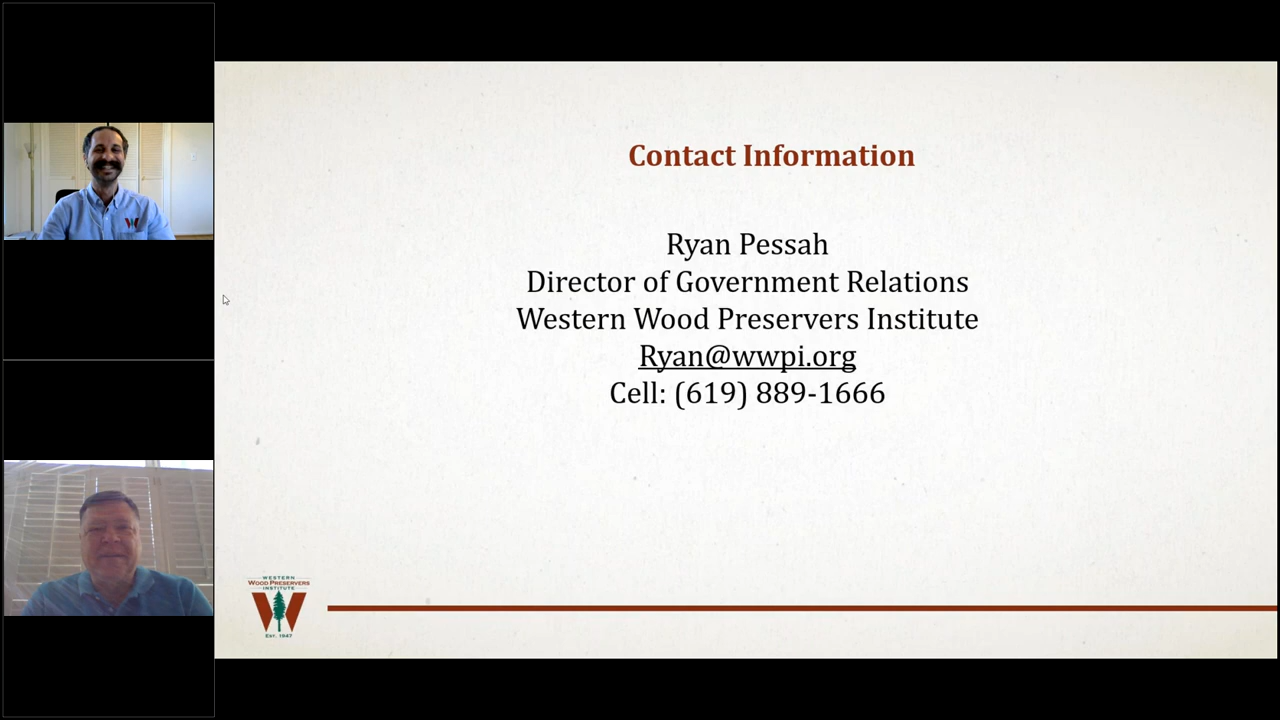 Contact Information
Ryan Pessah
Director of Government Relations
Western Wood Preservers Institute
Ryan@wwpi.org
Cell: (619) 889-1666
WESTERN
WOOD PRESERVERS
INSTITUTE
W
EST. 1947
W